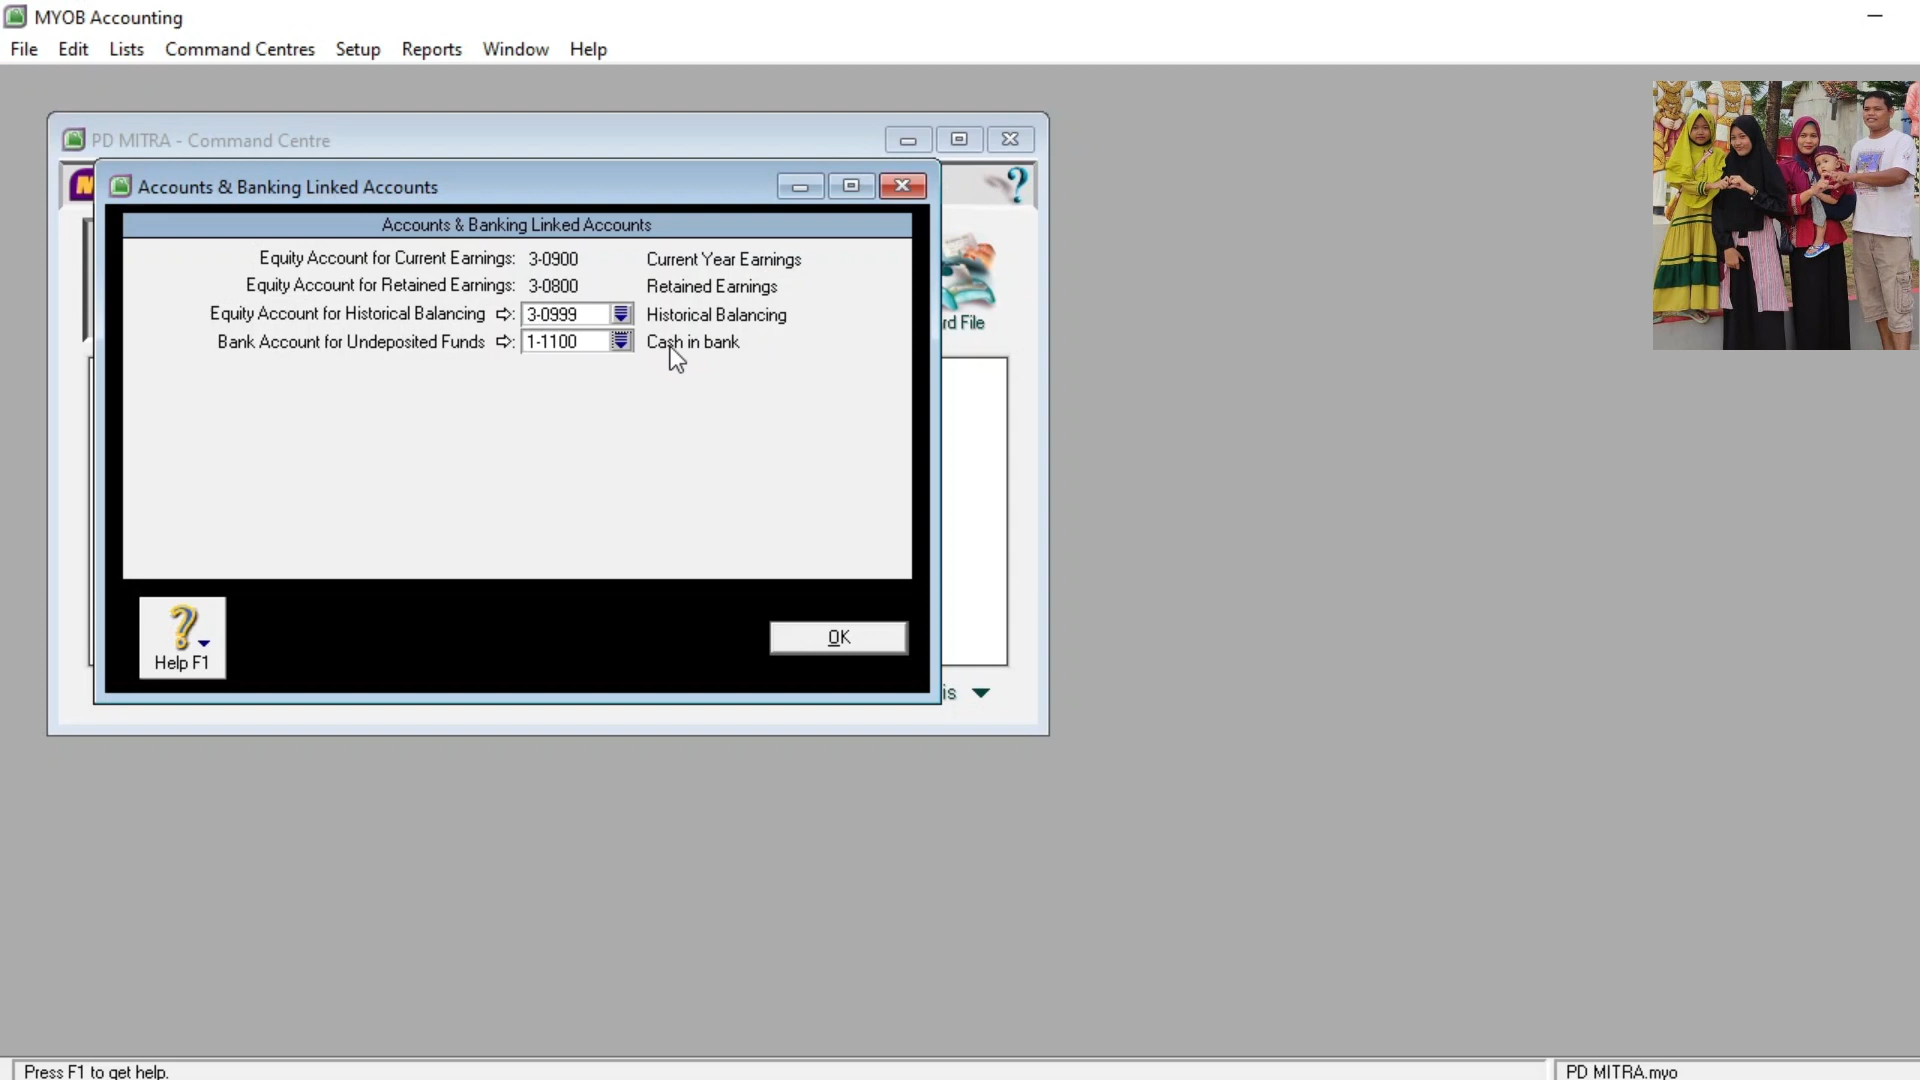 MYOB Accounting
File Edit Lists Command Centres Setup Reports Window Help
PD MITRA - Command Centre
Accounts & Banking Linked Accounts
Accounts & Banking Linked Accounts
Equity Account for Current Earnings: 3-0900 Current Year Earnings
Equity Account for Retained Earnings: 3-0800 Retained Earnings
Equity Account for Historical Balancing ⇨: 3-0999 Historical Balancing
Bank Account for Undeposited Funds ⇨: 1-1100 Cash in bank
rd File
Help F1
OK
is
Press F1 to get help.
PD MITRA.myo